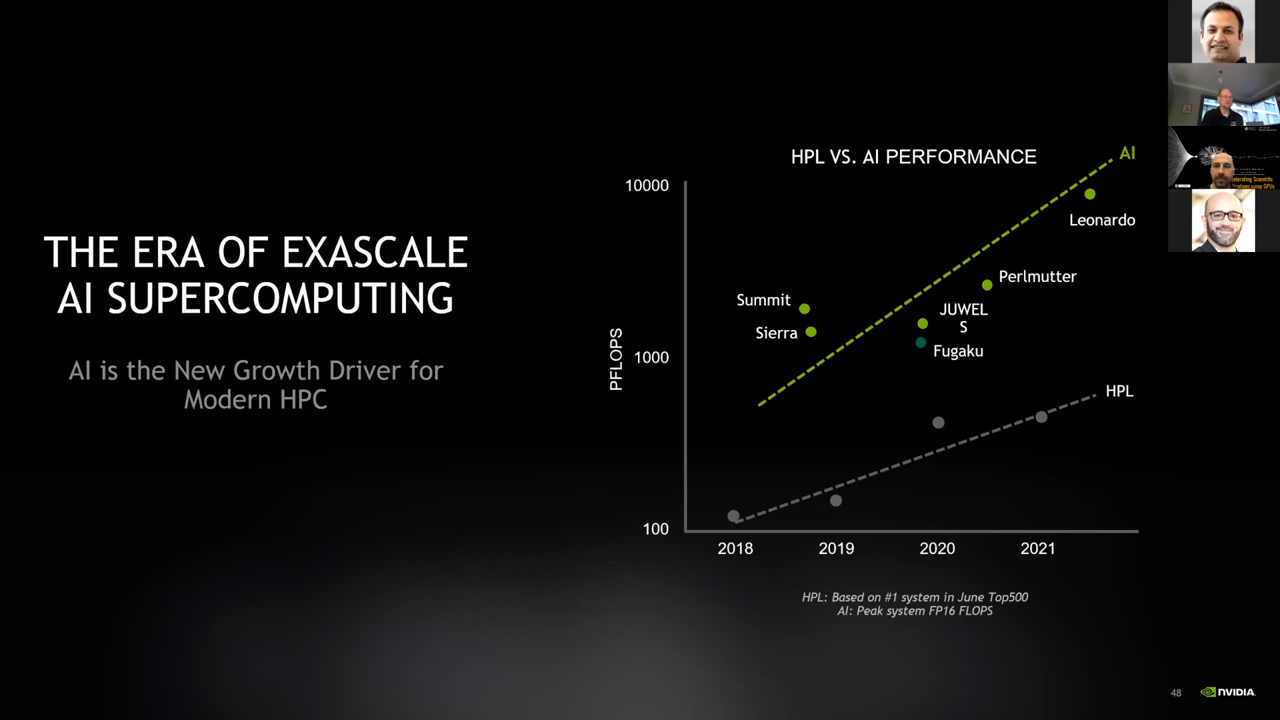 THE ERA OF EXASCALE
AI SUPERCOMPUTING
AI is the New Growth Driver for
Modern HPC
HPL VS. AI PERFORMANCE
AI
10000
Leonardo
Perlmutter
Summit
JUWEL
S
Sierra
Fugaku
1000
PFLOPS
HPL
100
2018 2019 2020 2021
HPL: Based on #1 system in June Top500
AI: Peak system FP16 FLOPS
48
NVIDIA